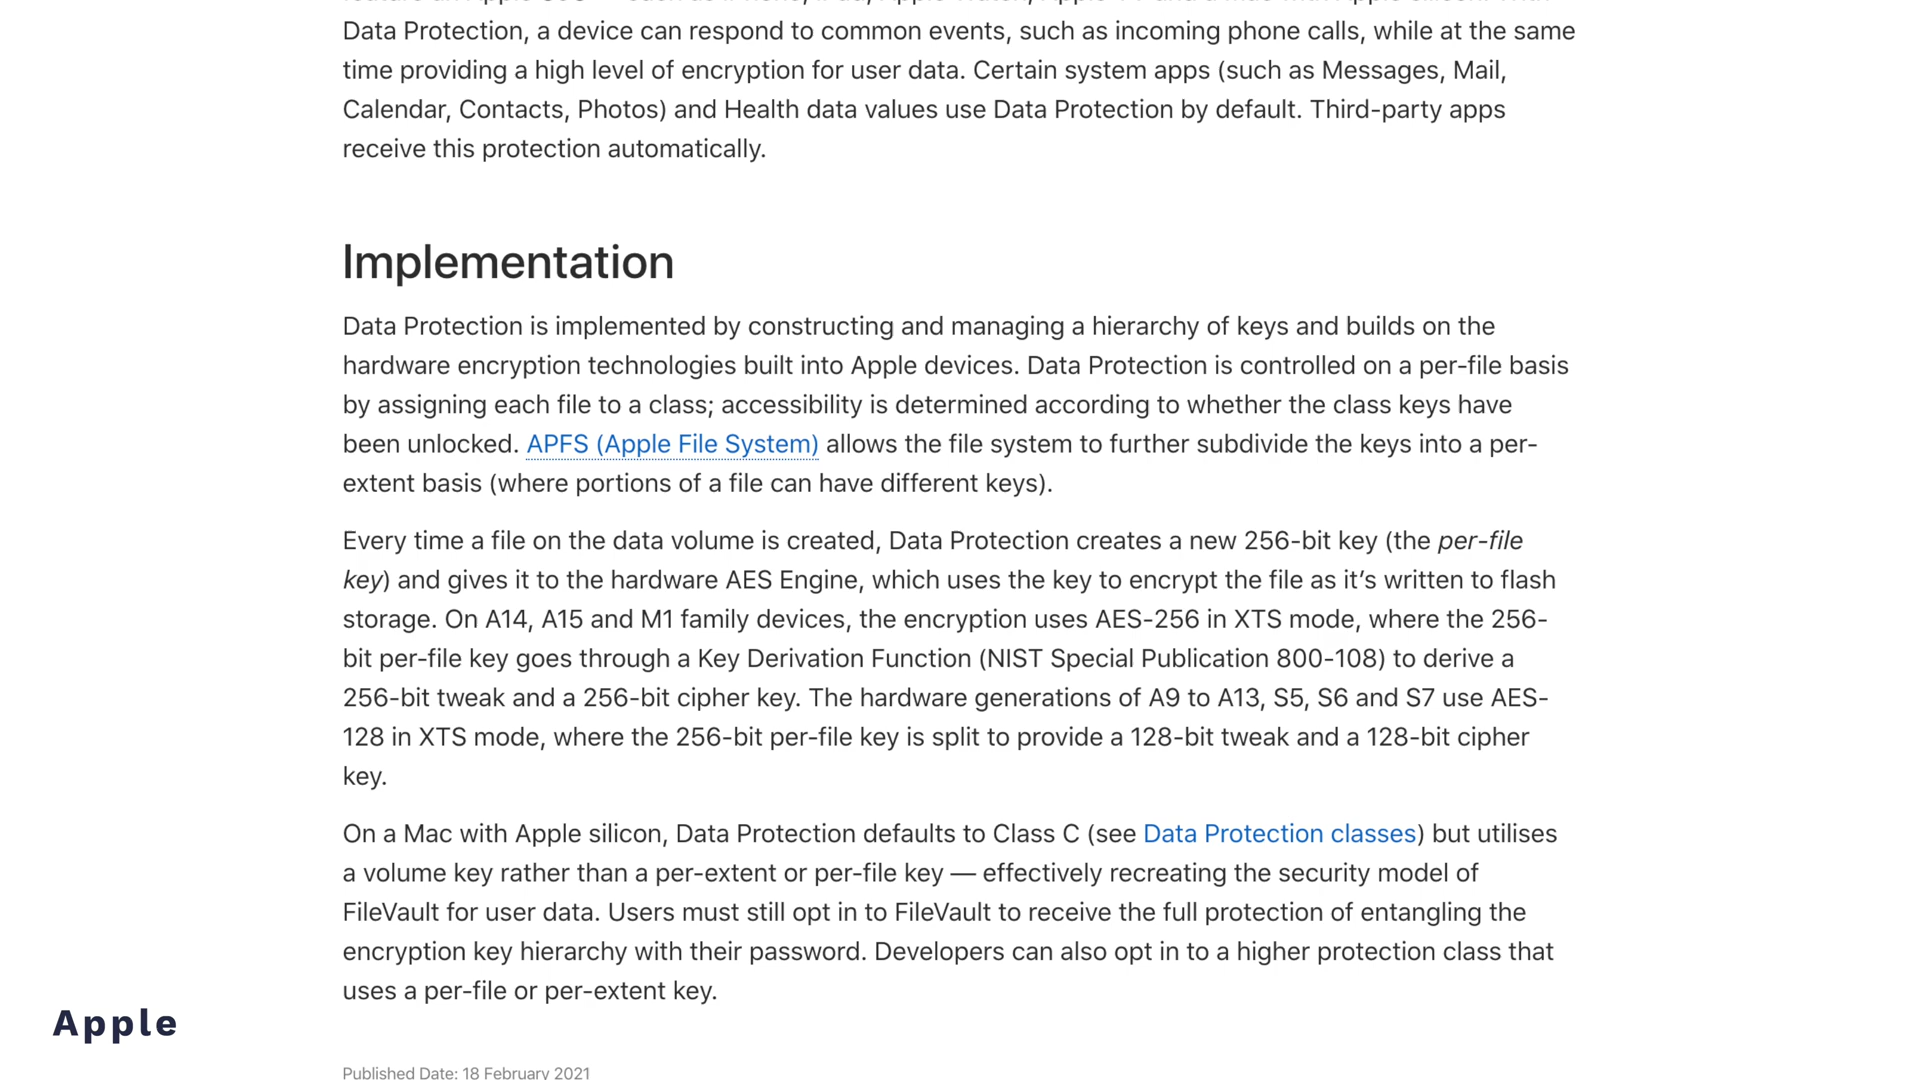 Data Protection, a device can respond to common events, such as incoming phone calls, while at the same
time providing a high level of encryption for user data. Certain system apps (such as Messages, Mail,
Calendar, Contacts, Photos) and Health data values use Data Protection by default. Third-party apps
receive this protection automatically.
Implementation
Data Protection is implemented by constructing and managing a hierarchy of keys and builds on the
hardware encryption technologies built into Apple devices. Data Protection is controlled on a per-file basis
by assigning each file to a class; accessibility is determined according to whether the class keys have
been unlocked. APFS (Apple File System) allows the file system to further subdivide the keys into a per-
extent basis (where portions of a file can have different keys).
Every time a file on the data volume is created, Data Protection creates a new 256-bit key (the per-file
key) and gives it to the hardware AES Engine, which uses the key to encrypt the file as it’s written to flash
storage. On A14, A15 and M1 family devices, the encryption uses AES-256 in XTS mode, where the 256-
bit per-file key goes through a Key Derivation Function (NIST Special Publication 800-108) to derive a
256-bit tweak and a 256-bit cipher key. The hardware generations of A9 to A13, S5, S6 and S7 use AES-
128 in XTS mode, where the 256-bit per-file key is split to provide a 128-bit tweak and a 128-bit cipher
key.
On a Mac with Apple silicon, Data Protection defaults to Class C (see Data Protection classes) but utilises
a volume key rather than a per-extent or per-file key — effectively recreating the security model of
FileVault for user data. Users must still opt in to FileVault to receive the full protection of entangling the
encryption key hierarchy with their password. Developers can also opt in to a higher protection class that
uses a per-file or per-extent key.
Apple
Published Date: 18 February 2021